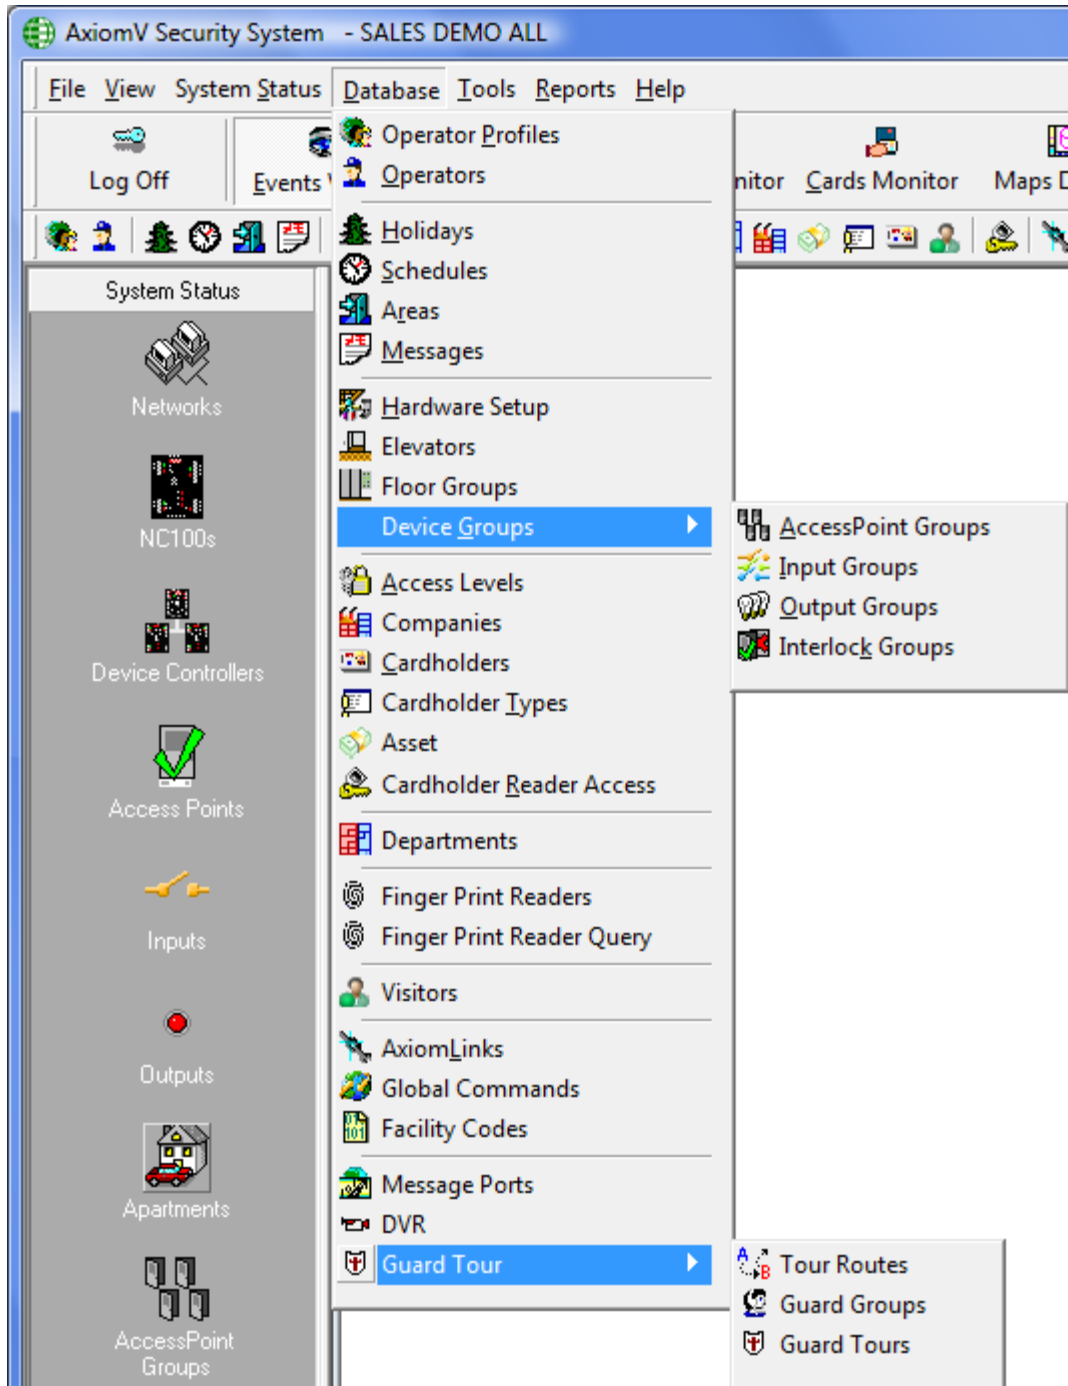 AxiomV Security System - SALES DEMO ALL
File View System Status Database Tools Reports Help
Log Off Events nitor Cards Monitor Maps
System Status
Networks
NC100s
Device Controllers
Access Points
Inputs
Outputs
Apartments
AccessPoint
Groups
Operator Profiles
Operators
Holidays
Schedules
Areas
Messages
Hardware Setup
Elevators
Floor Groups
Device Groups
Access Levels
Companies
Cardholders
Cardholder Types
Asset
Cardholder Reader Access
Departments
Finger Print Readers
Finger Print Reader Query
Visitors
AxiomLinks
Global Commands
Facility Codes
Message Ports
DVR
Guard Tour
AccessPoint Groups
Input Groups
Output Groups
Interlock Groups
Tour Routes
Guard Groups
Guard Tours